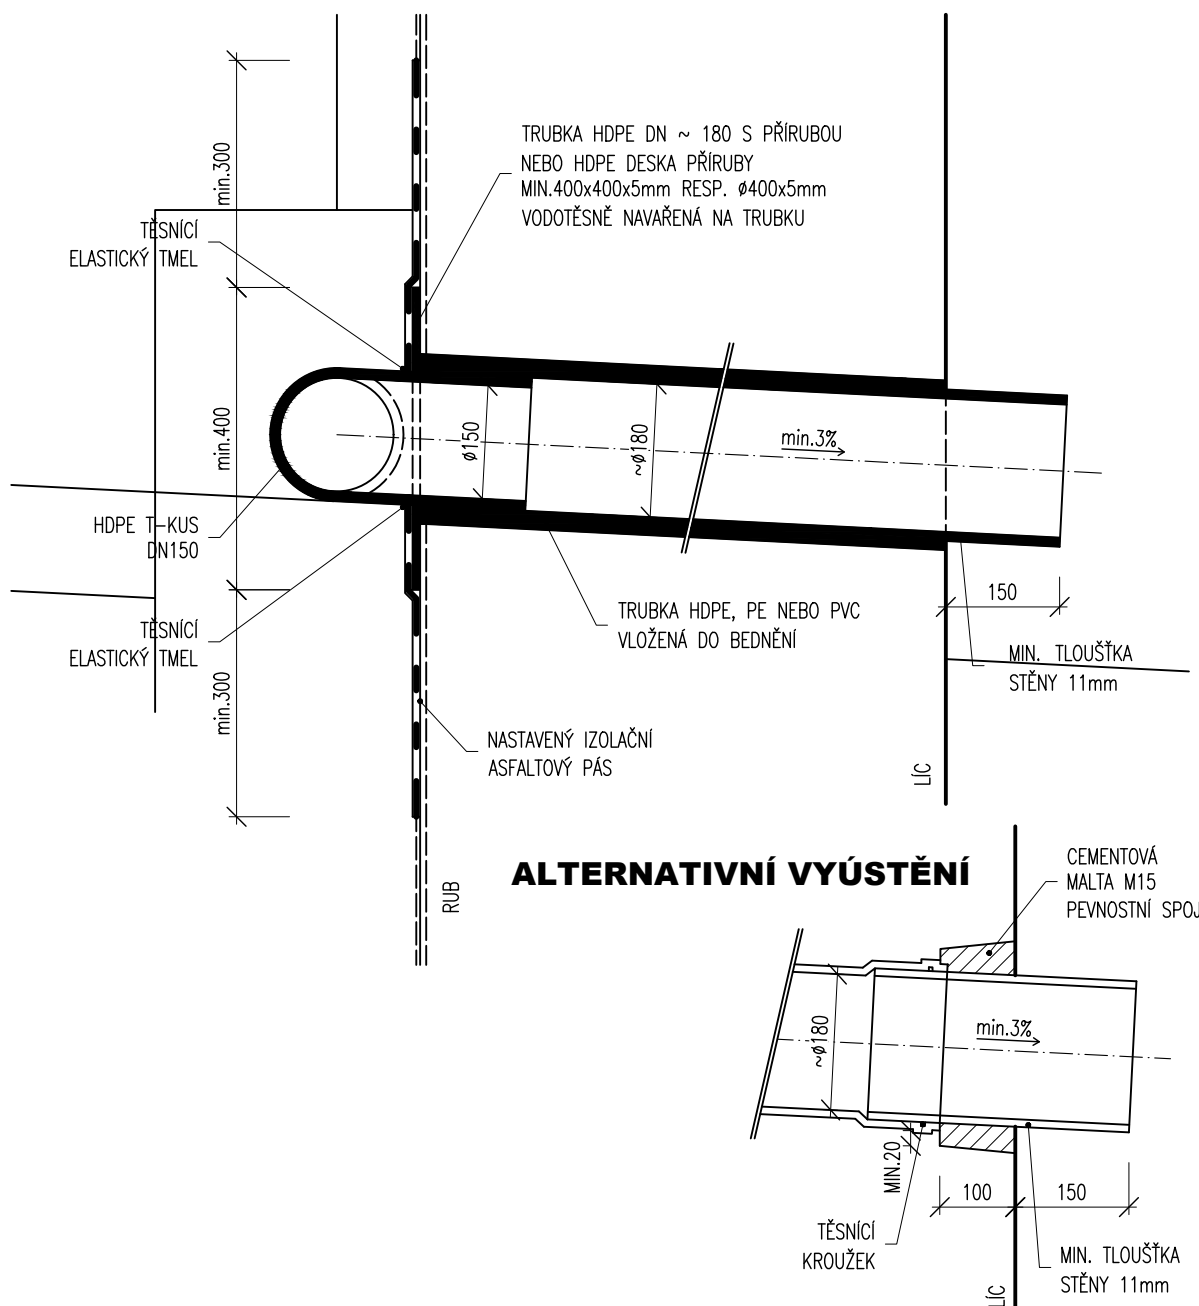 TRUBKA HDPE DN ~ 180 S PŘÍRUBOU
NEBO HDPE DESKA PŘÍRUBY
MIN.400x400x5mm RESP. ø400x5mm
VODOTĚSNĚ NAVAŘENÁ NA TRUBKU
min.300
TĚSNÍCÍ
ELASTICKÝ TMEL
min.400
ø150
~ø180
min.3%
HDPE T-KUS
DN150
TRUBKA HDPE, PE NEBO PVC
VLOŽENÁ DO BEDNĚNÍ
150
MIN. TLOUŠŤKA
STĚNY 11mm
TĚSNÍCÍ
ELASTICKÝ TMEL
min.300
NASTAVENÝ IZOLAČNÍ
ASFALTOVÝ PÁS
LÍC
RUB
ALTERNATIVNÍ VYÚSTĚNÍ
CEMENTOVÁ
MALTA M15
PEVNOSTNÍ SPOJ
~ø180
min.3%
MIN.20
100
150
TĚSNÍCÍ
KROUŽEK
MIN. TLOUŠŤKA
STĚNY 11mm
LÍC